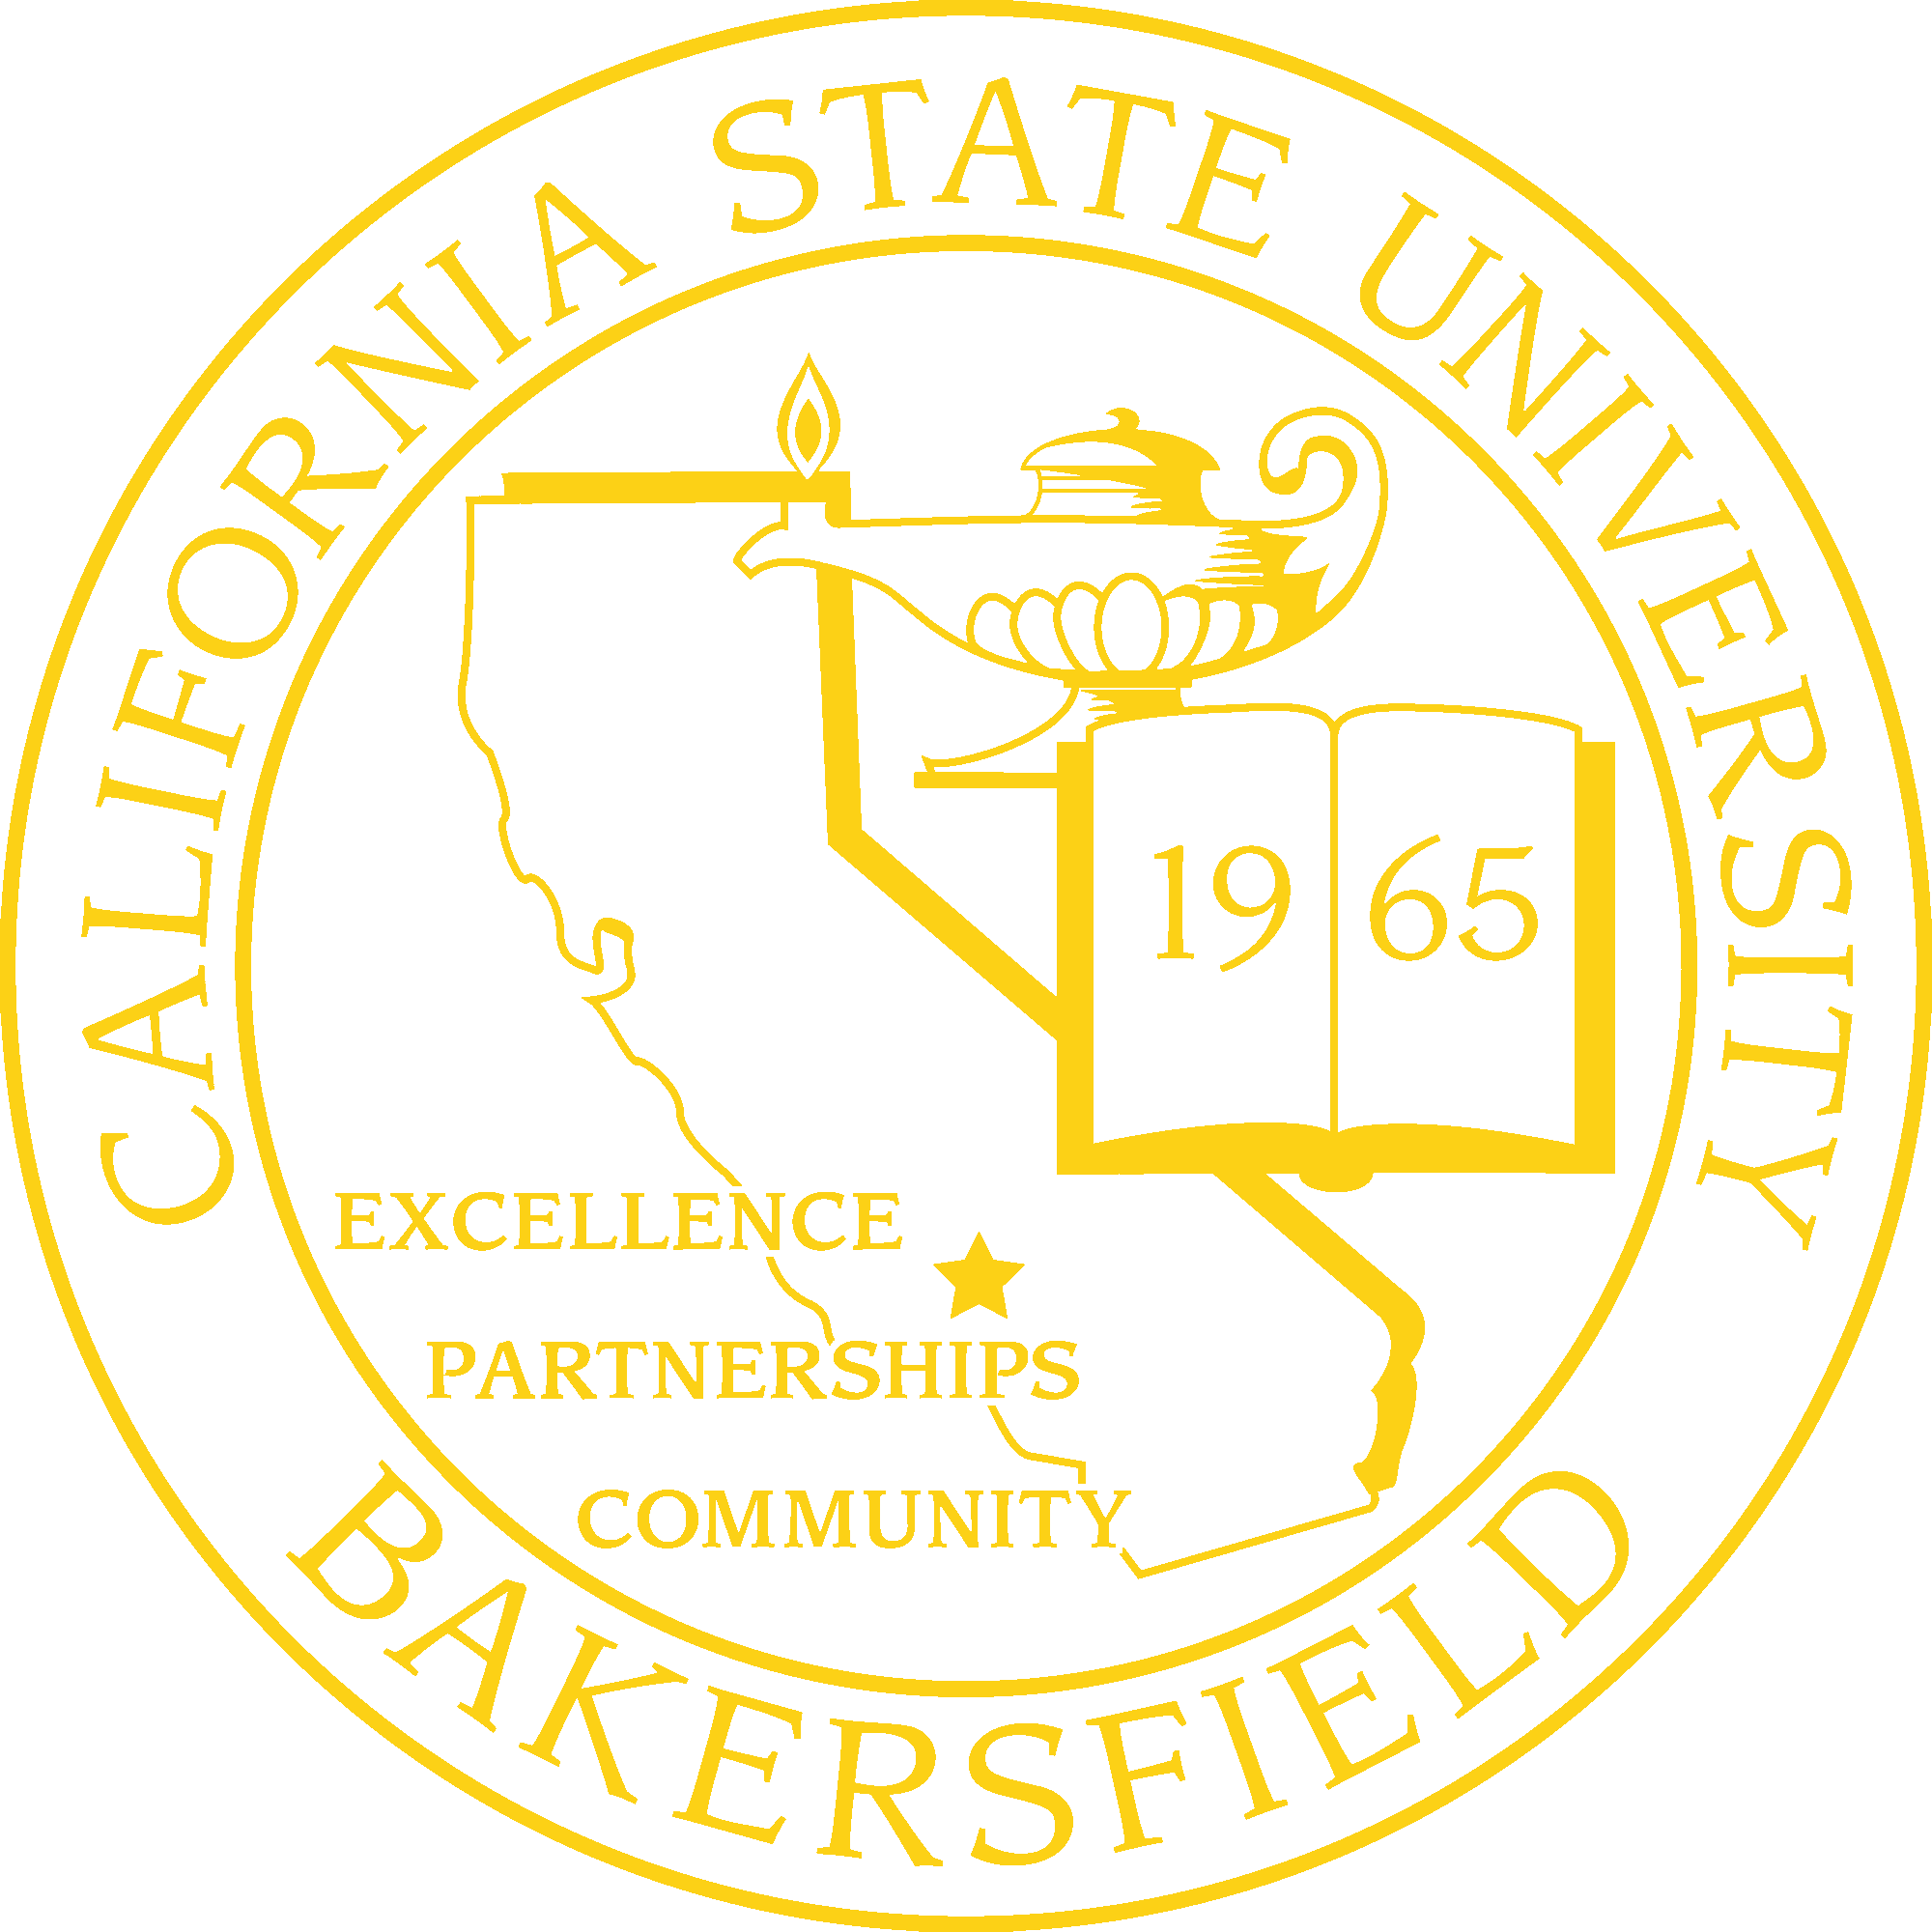 CALIFORNIA STATE UNIVERSITY
1965
EXCELLENCE
PARTNERSHIPS
COMMUNITY
BAKERSFIELD